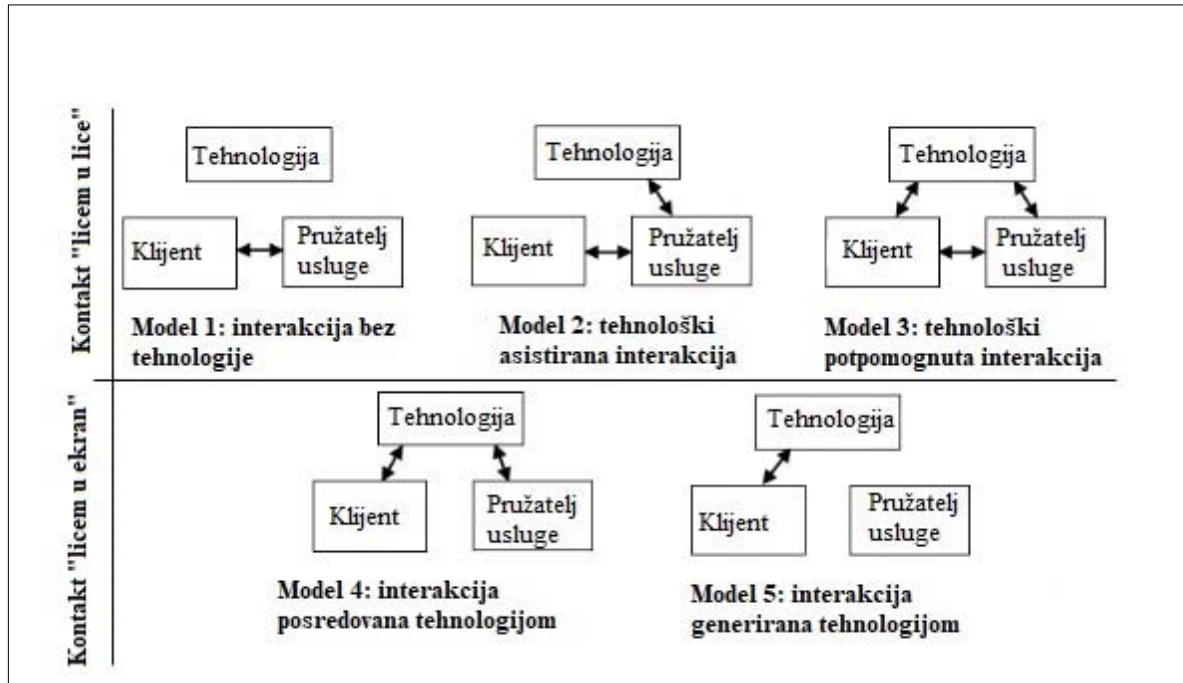 Kontakt "licem u lice"
Tehnologija
Klijent
Pružatelj
usluge
Model 1: interakcija bez
tehnologije
Tehnologija
Klijent
Pružatelj
usluge
Model 2: tehnološki
asistirana interakcija
Tehnologija
Klijent
Pružatelj
usluge
Model 3: tehnološki
potpomognuta interakcija
Kontakt "licem u ekran"
Tehnologija
Klijent
Pružatelj
usluge
Model 4: interakcija
posredovana tehnologijom
Tehnologija
Klijent
Pružatelj
usluge
Model 5: interakcija
generirana tehnologijom